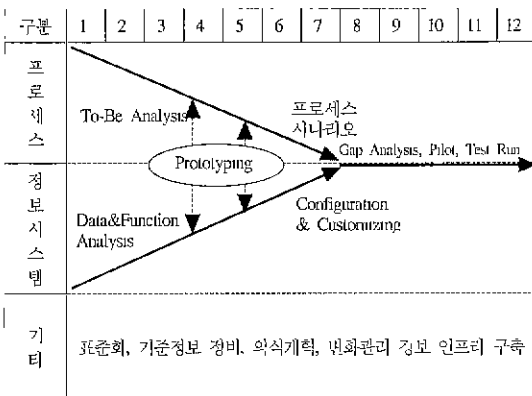 구분 1 2 3 4 5 6 7 8 9 10 11 12
프로세스
To-Be Analysis
프로세스
시나리오
Gap Analysis, Pilot, Test Run
Prototyping
정보시스템
Data&Function
Analysis
Configuration
& Customizing
기타
표준회, 기준정보 정비, 의식개혁, 변화관리 정보 인프리 구축